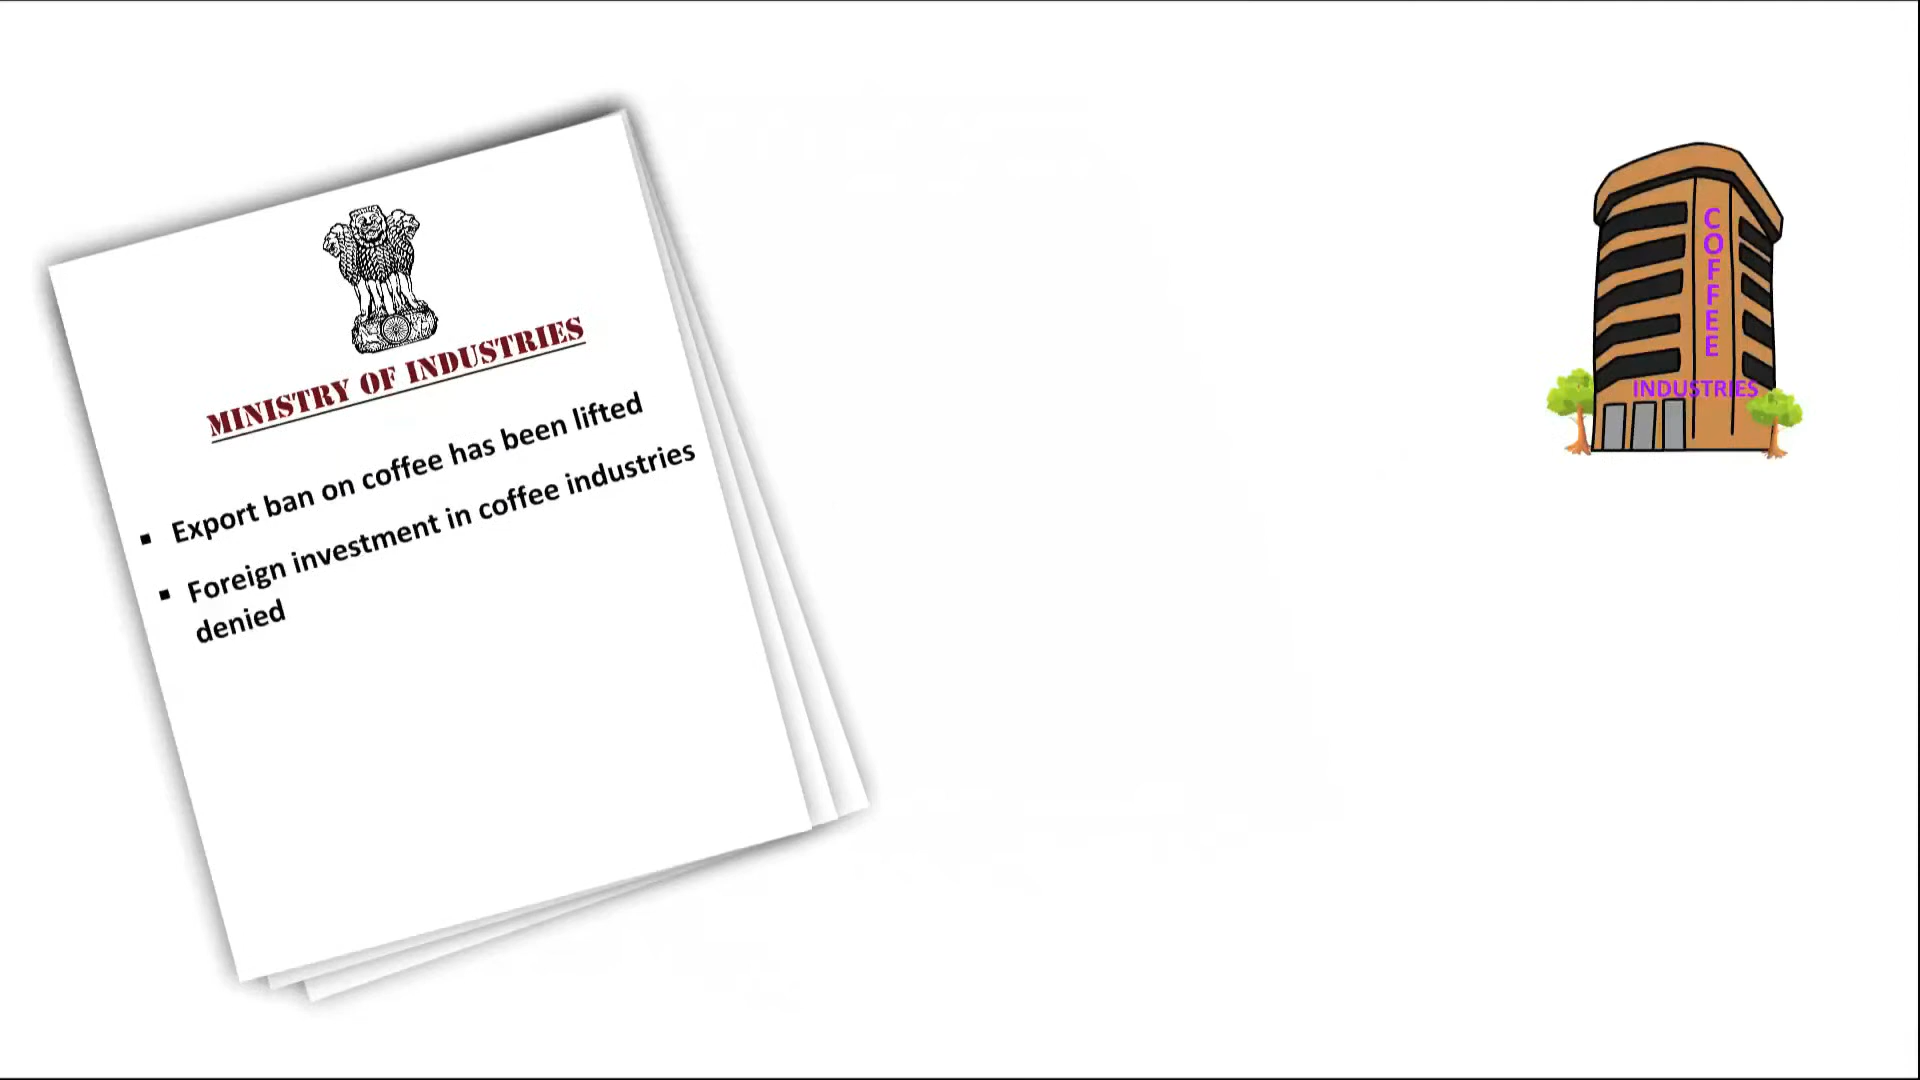 MINISTRY OF INDUSTRIES
▪ Export ban on coffee has been lifted
▪ Foreign investment in coffee industries
denied
COFFEE
INDUSTRIES